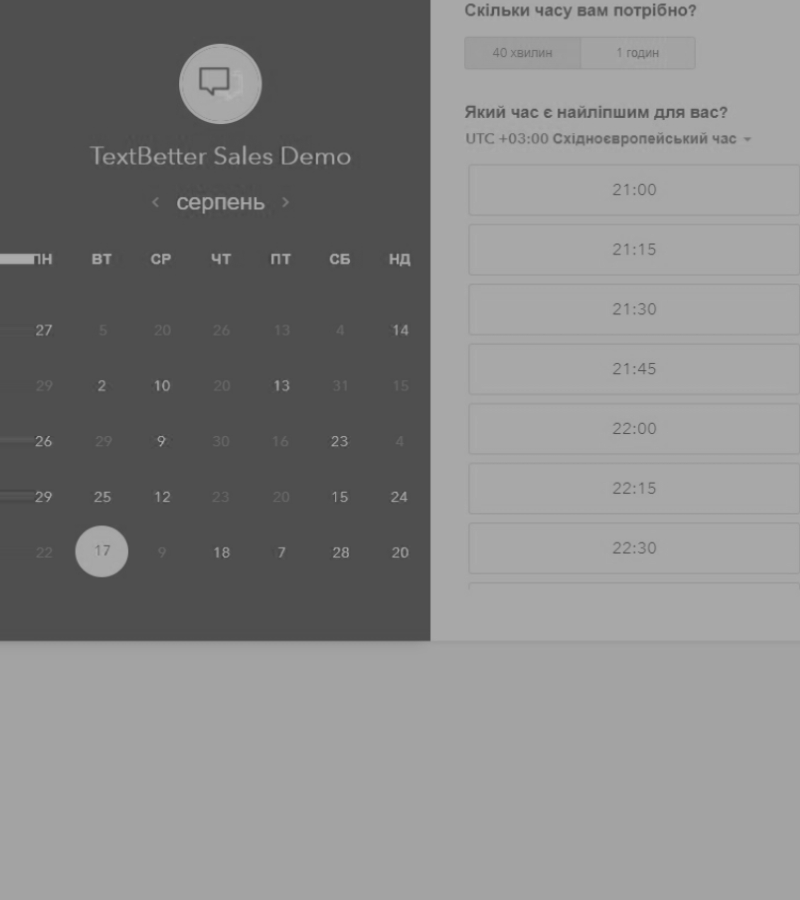 TextBetter Sales Demo
серпень
ПН ВТ СР ЧТ ПТ СБ НД
27 5 20 26 13 4 14
29 2 10 20 13 31 15
26 29 9 30 16 23 4
29 25 12 23 20 15 24
22 17 9 18 7 28 20
Скільки часу вам потрібно?
40 хвилин 1 годин
Який час є найліпшим для вас?
UTC +03:00 Східноєвропейський час
21:00
21:15
21:30
21:45
22:00
22:15
22:30